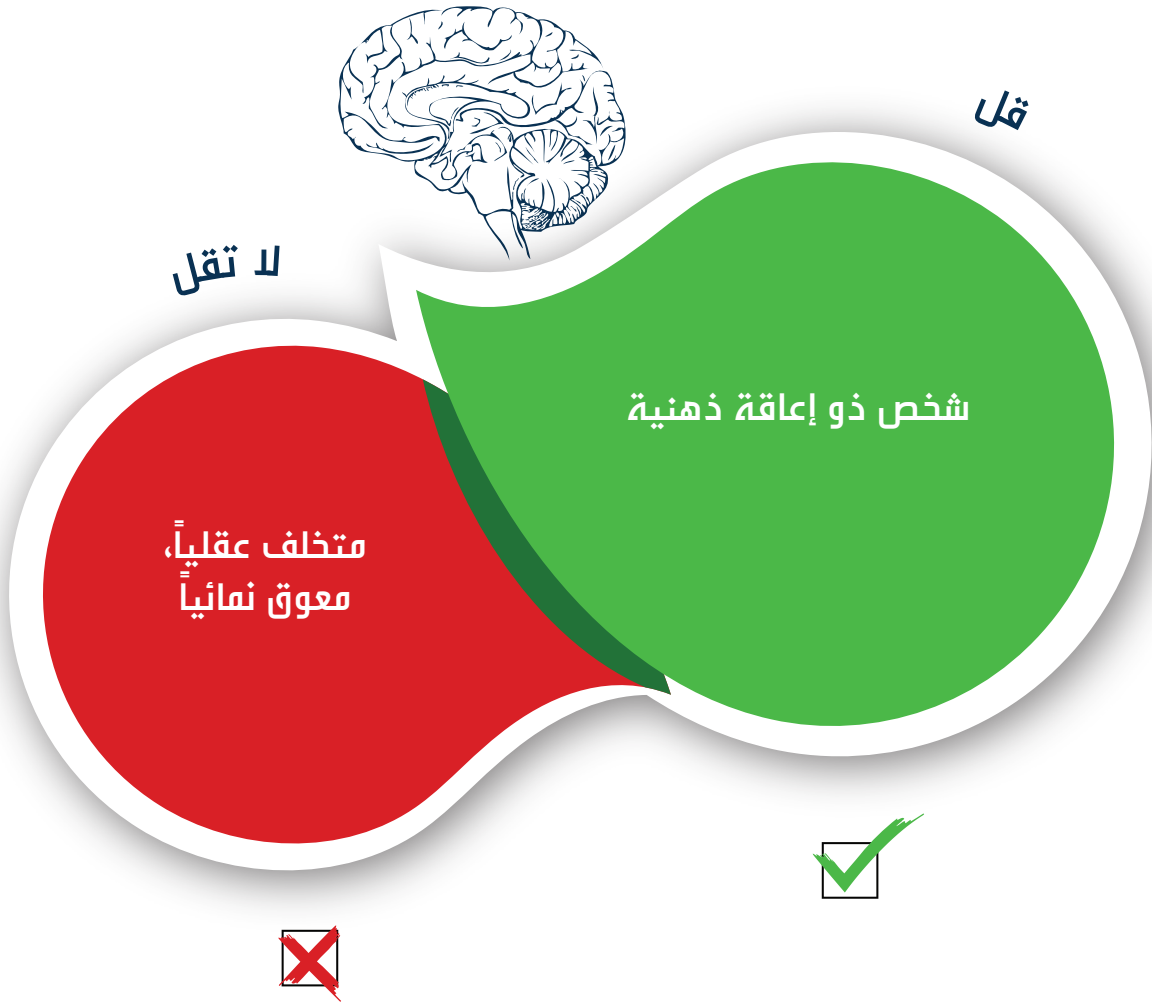 قل
شخص ذو إعاقة ذهنية
لا تقل
متخلف عقلياً،
معوق نمائياً